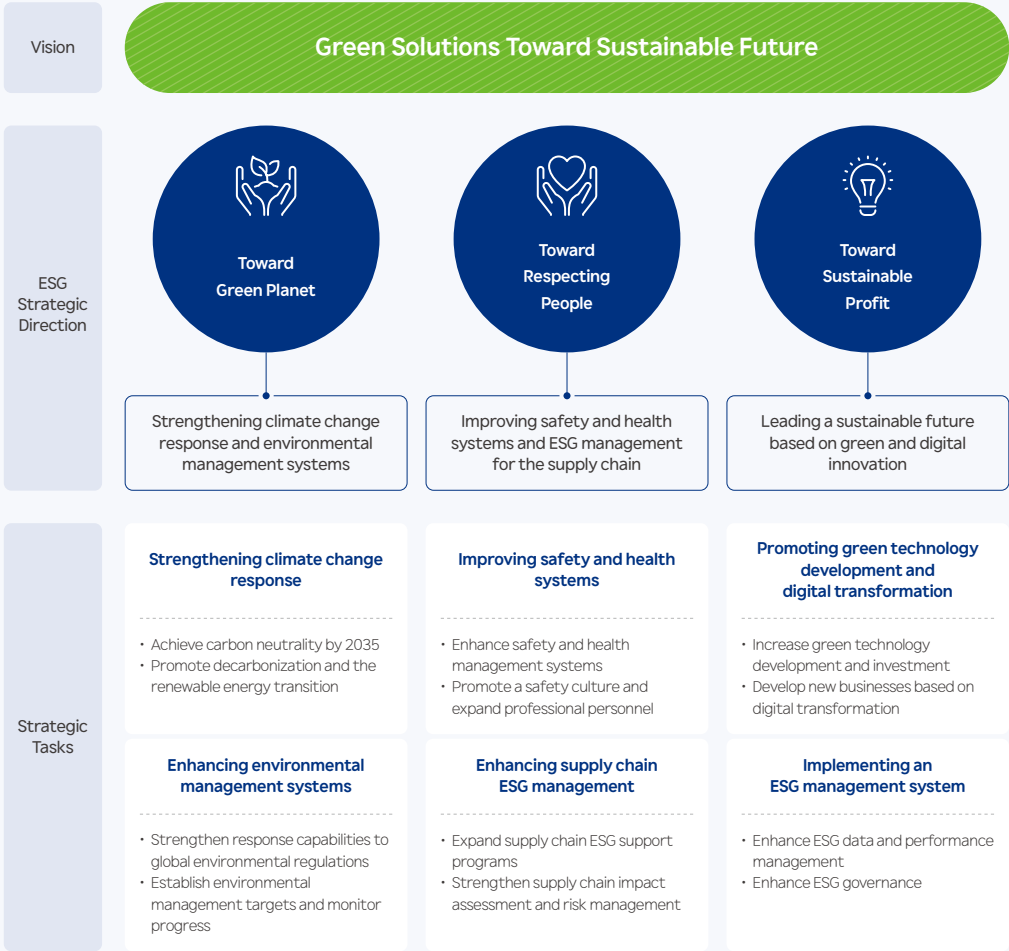 Vision
Green Solutions Toward Sustainable Future
ESG
Strategic
Direction
Toward
Green Planet
Strengthening climate change
response and environmental
management systems
Toward
Respecting
People
Improving safety and health
systems and ESG management
for the supply chain
Toward
Sustainable
Profit
Leading a sustainable future
based on green and digital
innovation
Strategic
Tasks
Strengthening climate change
response
• Achieve carbon neutrality by 2035
• Promote decarbonization and the
renewable energy transition
Improving safety and health
systems
• Enhance safety and health
management systems
• Promote a safety culture and
expand professional personnel
Promoting green technology
development and
digital transformation
• Increase green technology
development and investment
• Develop new businesses based on
digital transformation
Enhancing environmental
management systems
• Strengthen response capabilities to
global environmental regulations
• Establish environmental
management targets and monitor
progress
Enhancing supply chain
ESG management
• Expand supply chain ESG support
programs
• Strengthen supply chain impact
assessment and risk management
Implementing an
ESG management system
• Enhance ESG data and performance
management
• Enhance ESG governance